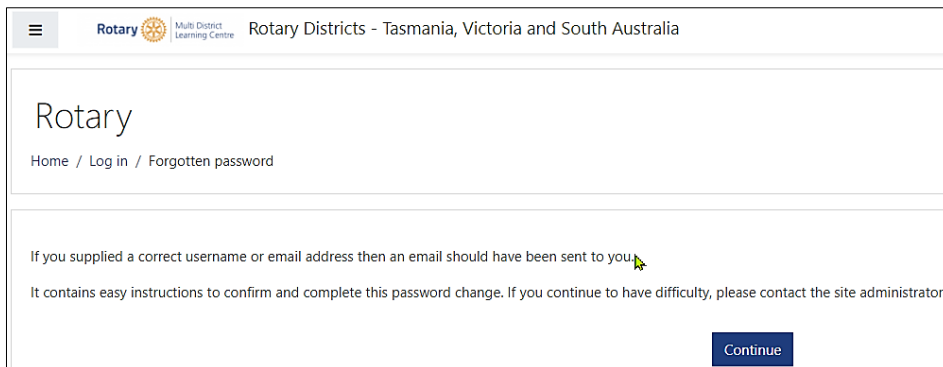 Rotary Multi District Learning Centre Rotary Districts - Tasmania, Victoria and South Australia
Rotary
Home / Log in / Forgotten password
If you supplied a correct username or email address then an email should have been sent to you.
It contains easy instructions to confirm and complete this password change. If you continue to have difficulty, please contact the site administrator
Continue